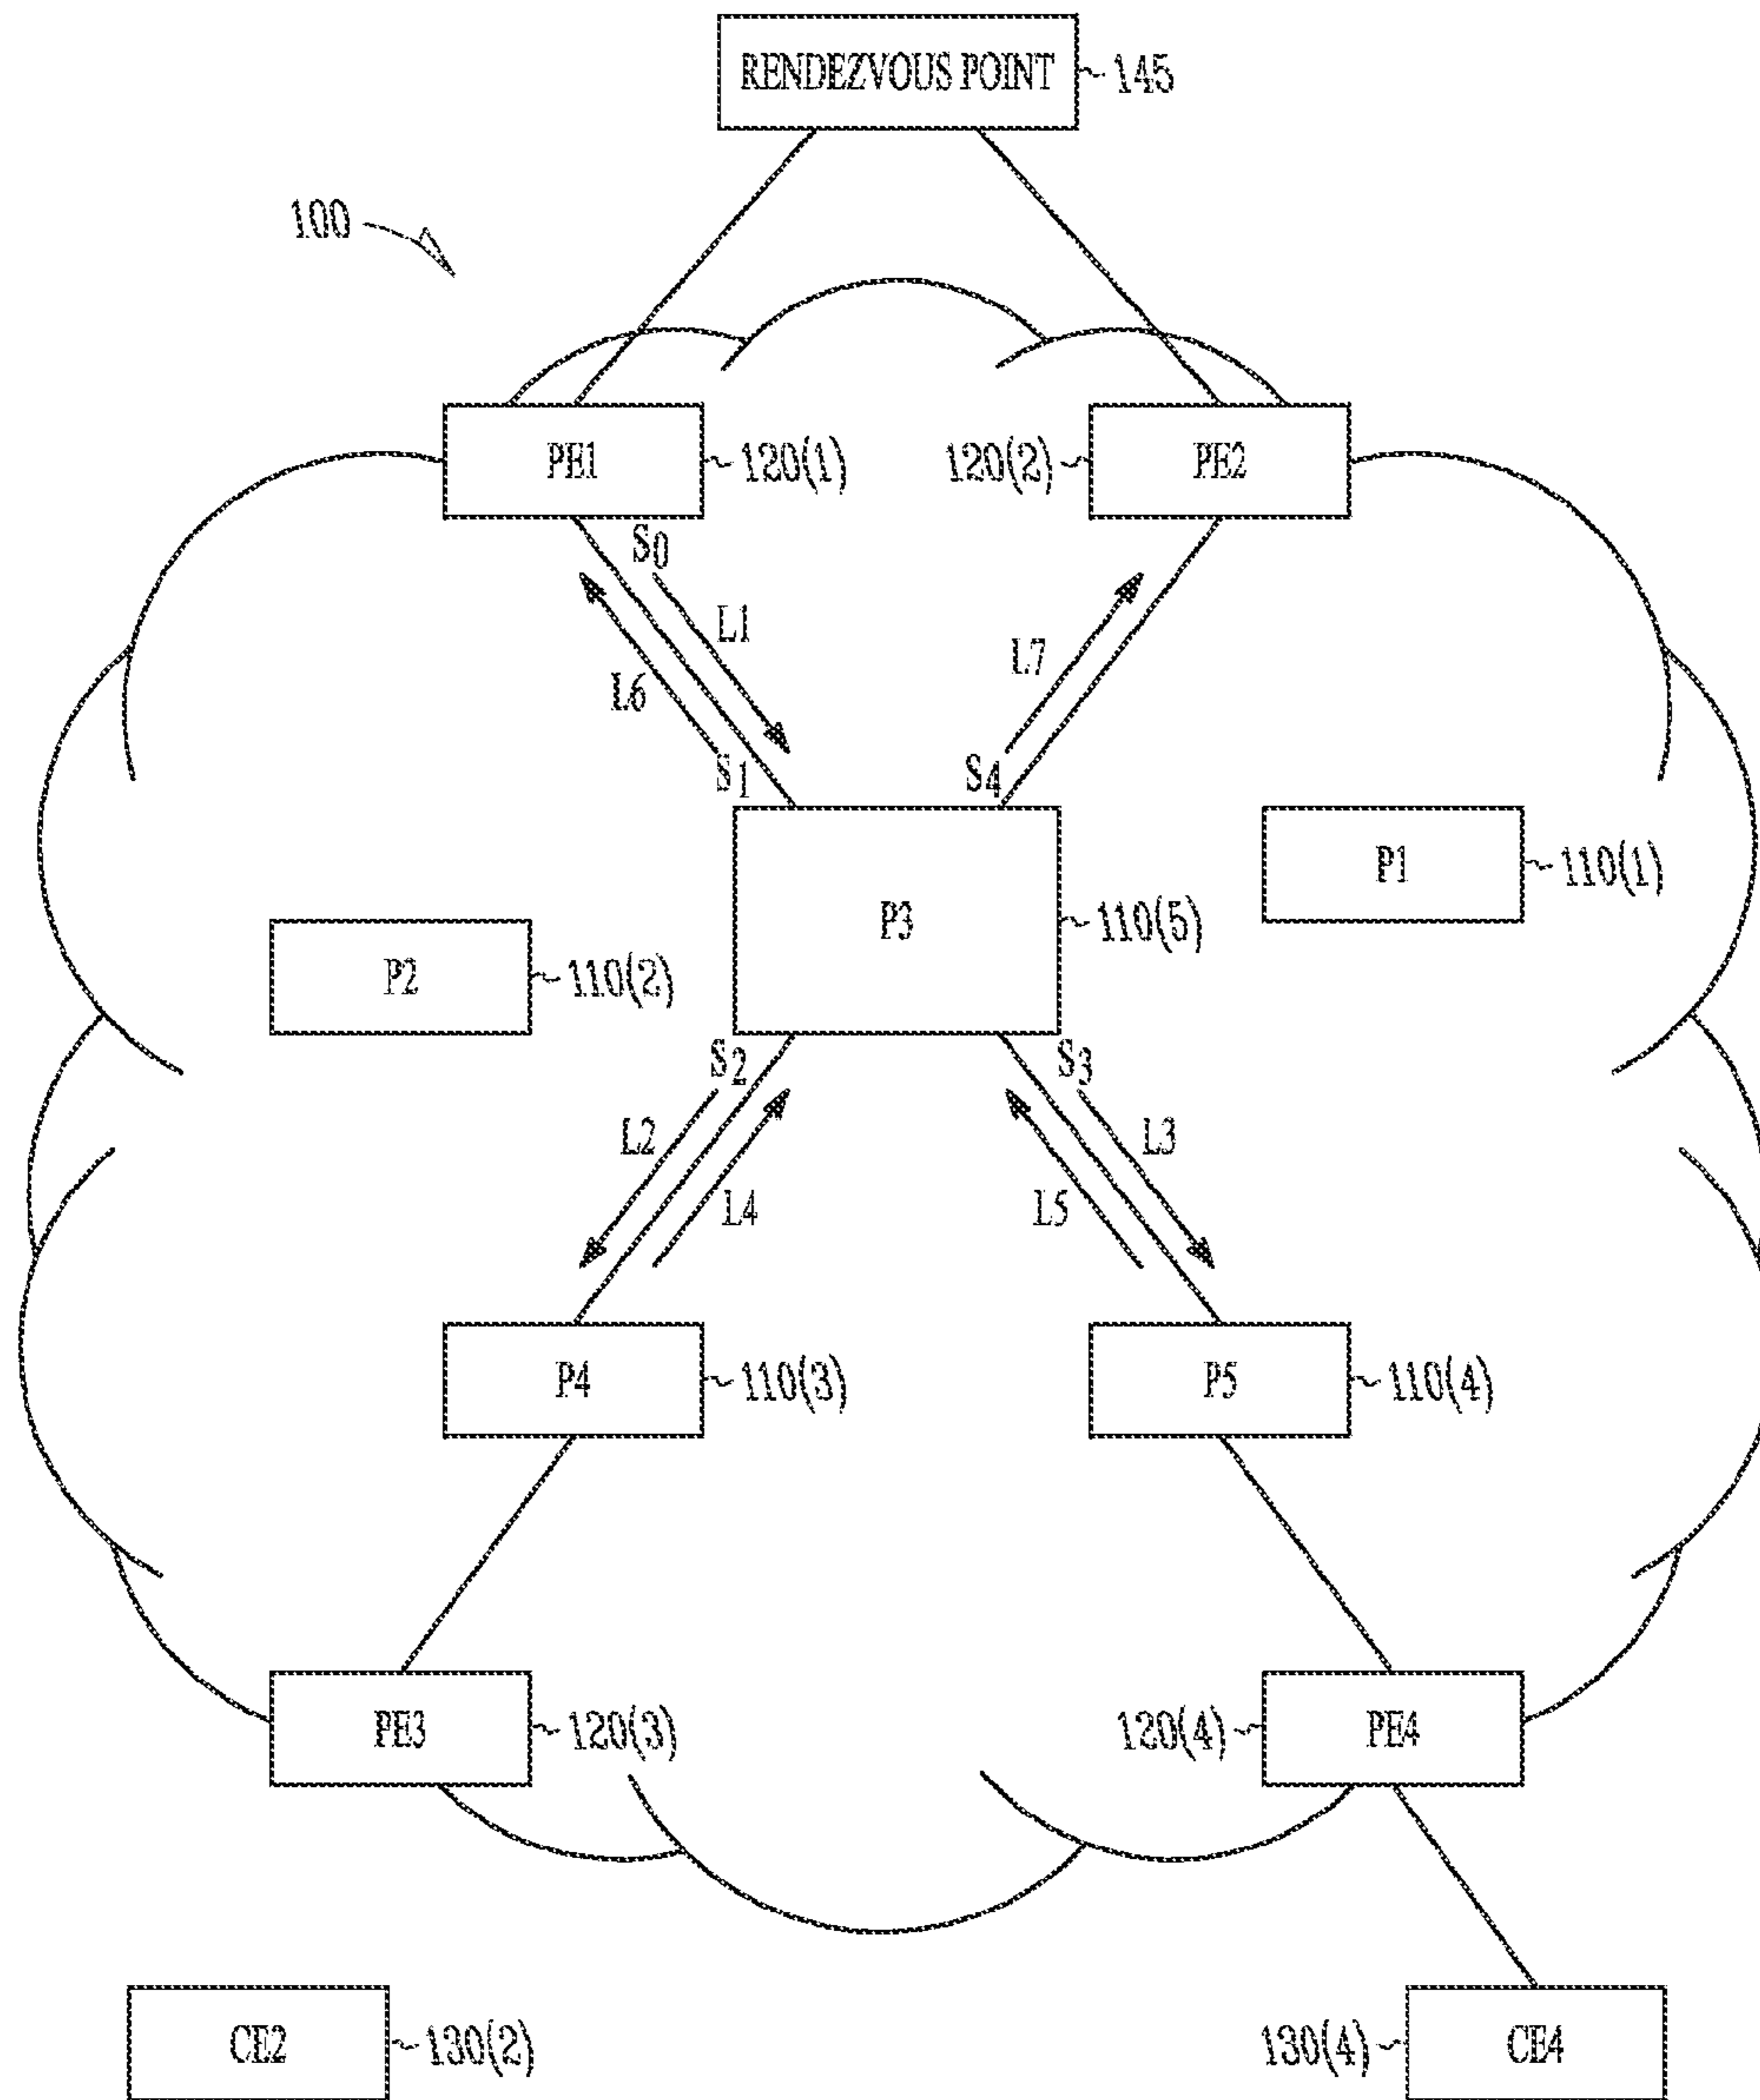 RENDEZVOUS POINT 145
100
PE1 120(1) 120(2) PE2
S0
L1
L7
L6
S1 S4
P1 110(1)
P3 110(5)
P2 110(2)
S2 S3
L2 L3
L4 L5
P4 110(3) P5 110(4)
PE3 120(3) 120(4) PE4
CE2 130(2) 130(4) CE4